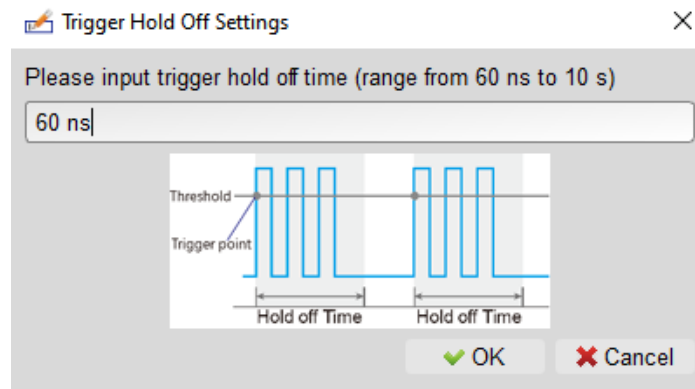 Trigger Hold Off Settings
Please input trigger hold off time (range from 60 ns to 10 s)
60 ns
Threshold
Trigger point
Hold off Time Hold off Time
OK Cancel